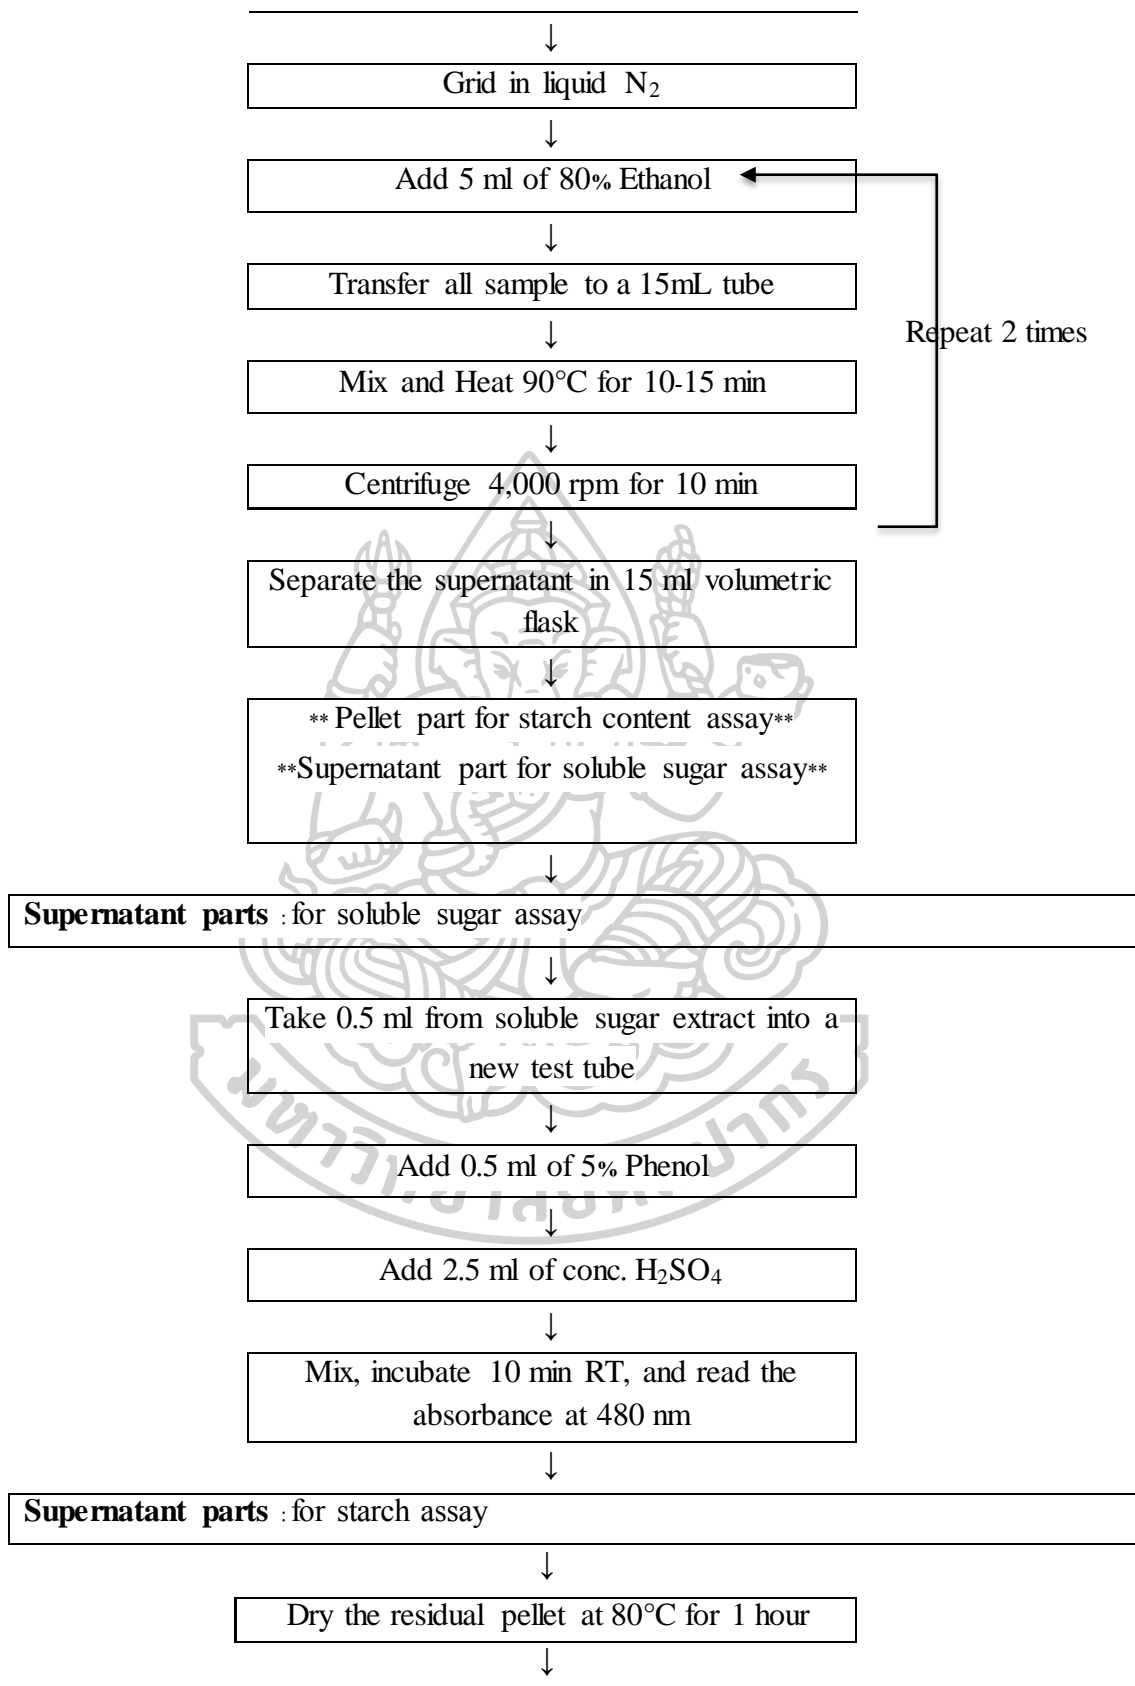 Grid in liquid N₂
Add 5 ml of 80% Ethanol
Transfer all sample to a 15mL tube
Repeat 2 times
Mix and Heat 90°C for 10-15 min
Centrifuge 4,000 rpm for 10 min
Separate the supernatant in 15 ml volumetric
flask
** Pellet part for starch content assay**
**Supernatant part for soluble sugar assay**
Supernatant parts : for soluble sugar assay
Take 0.5 ml from soluble sugar extract into a
new test tube
Add 0.5 ml of 5% Phenol
Add 2.5 ml of conc. H₂SO₄
Mix, incubate 10 min RT, and read the
absorbance at 480 nm
Supernatant parts : for starch assay
Dry the residual pellet at 80°C for 1 hour